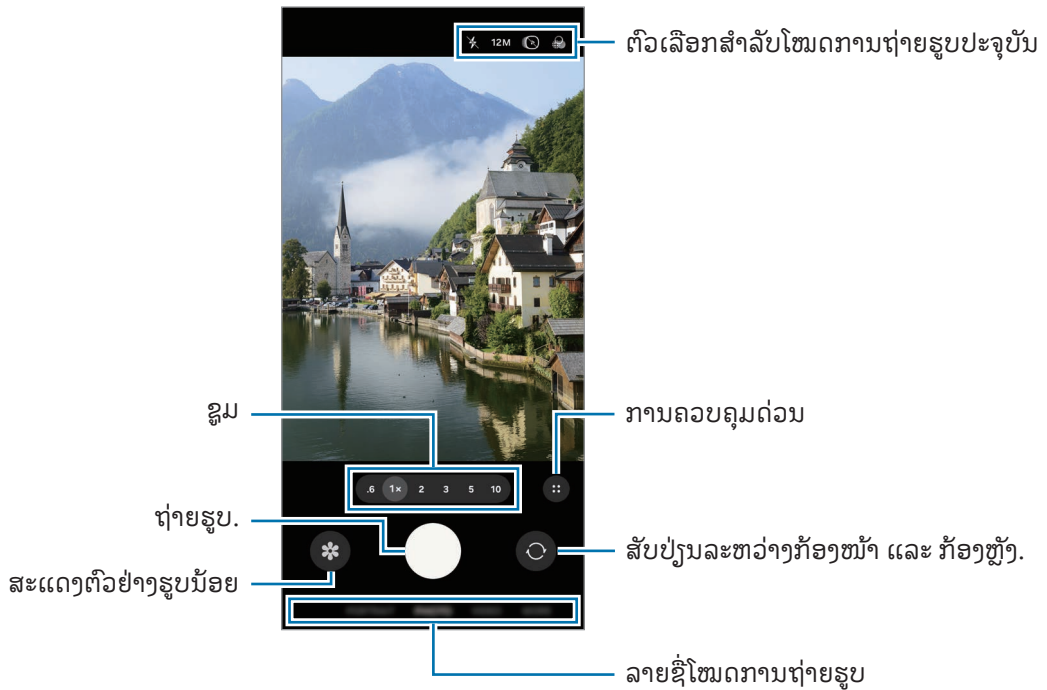 12M
ຕົວເລືອກສຳລັບໂໝດການຖ່າຍຮູບປະຈຸບັນ
ຊູມ
ການຄວບຄຸມດ່ວນ
.6 1× 2 3 5 10
ຖ່າຍຮູບ.
ສັບປ່ຽນລະຫວ່າງກ້ອງໜ້າ ແລະ ກ້ອງຫຼັງ.
ສະແດງຕົວຢ່າງຮູບນ້ອຍ
ລາຍຊື່ໂໝດການຖ່າຍຮູບ